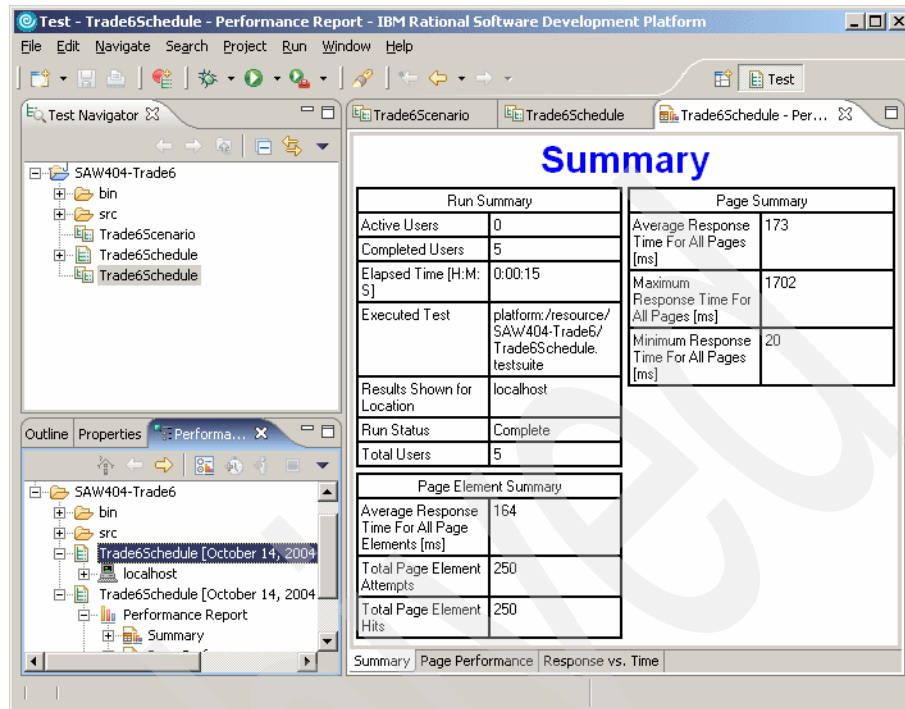 Test - Trade6Schedule - Performance Report - IBM Rational Software Development Platform
File Edit Navigate Search Project Run Window Help
Test
Test Navigator
SAW404-Trade6
bin
src
Trade6Scenario
Trade6Schedule
Trade6Schedule
Outline Properties Performa...
SAW404-Trade6
bin
src
Trade6Schedule [October 14, 2004
localhost
Trade6Schedule [October 14, 2004
Performance Report
Summary
Trade6Scenario Trade6Schedule Trade6Schedule - Per...
Summary
Run Summary
Active Users 0
Completed Users 5
Elapsed Time [H:M: 0:00:15
S]
Executed Test platform:/resource/
SAW404-Trade6/
Trade6Schedule.
testsuite
Results Shown for localhost
Location
Run Status Complete
Total Users 5
Page Element Summary
Average Response 164
Time For All Page
Elements [ms]
Total Page Element 250
Attempts
Total Page Element 250
Hits
Page Summary
Average Response 173
Time For All Pages
[ms]
Maximum 1702
Response Time For
All Pages [ms]
Minimum Response 20
Time For All Pages
[ms]
Summary Page Performance Response vs. Time